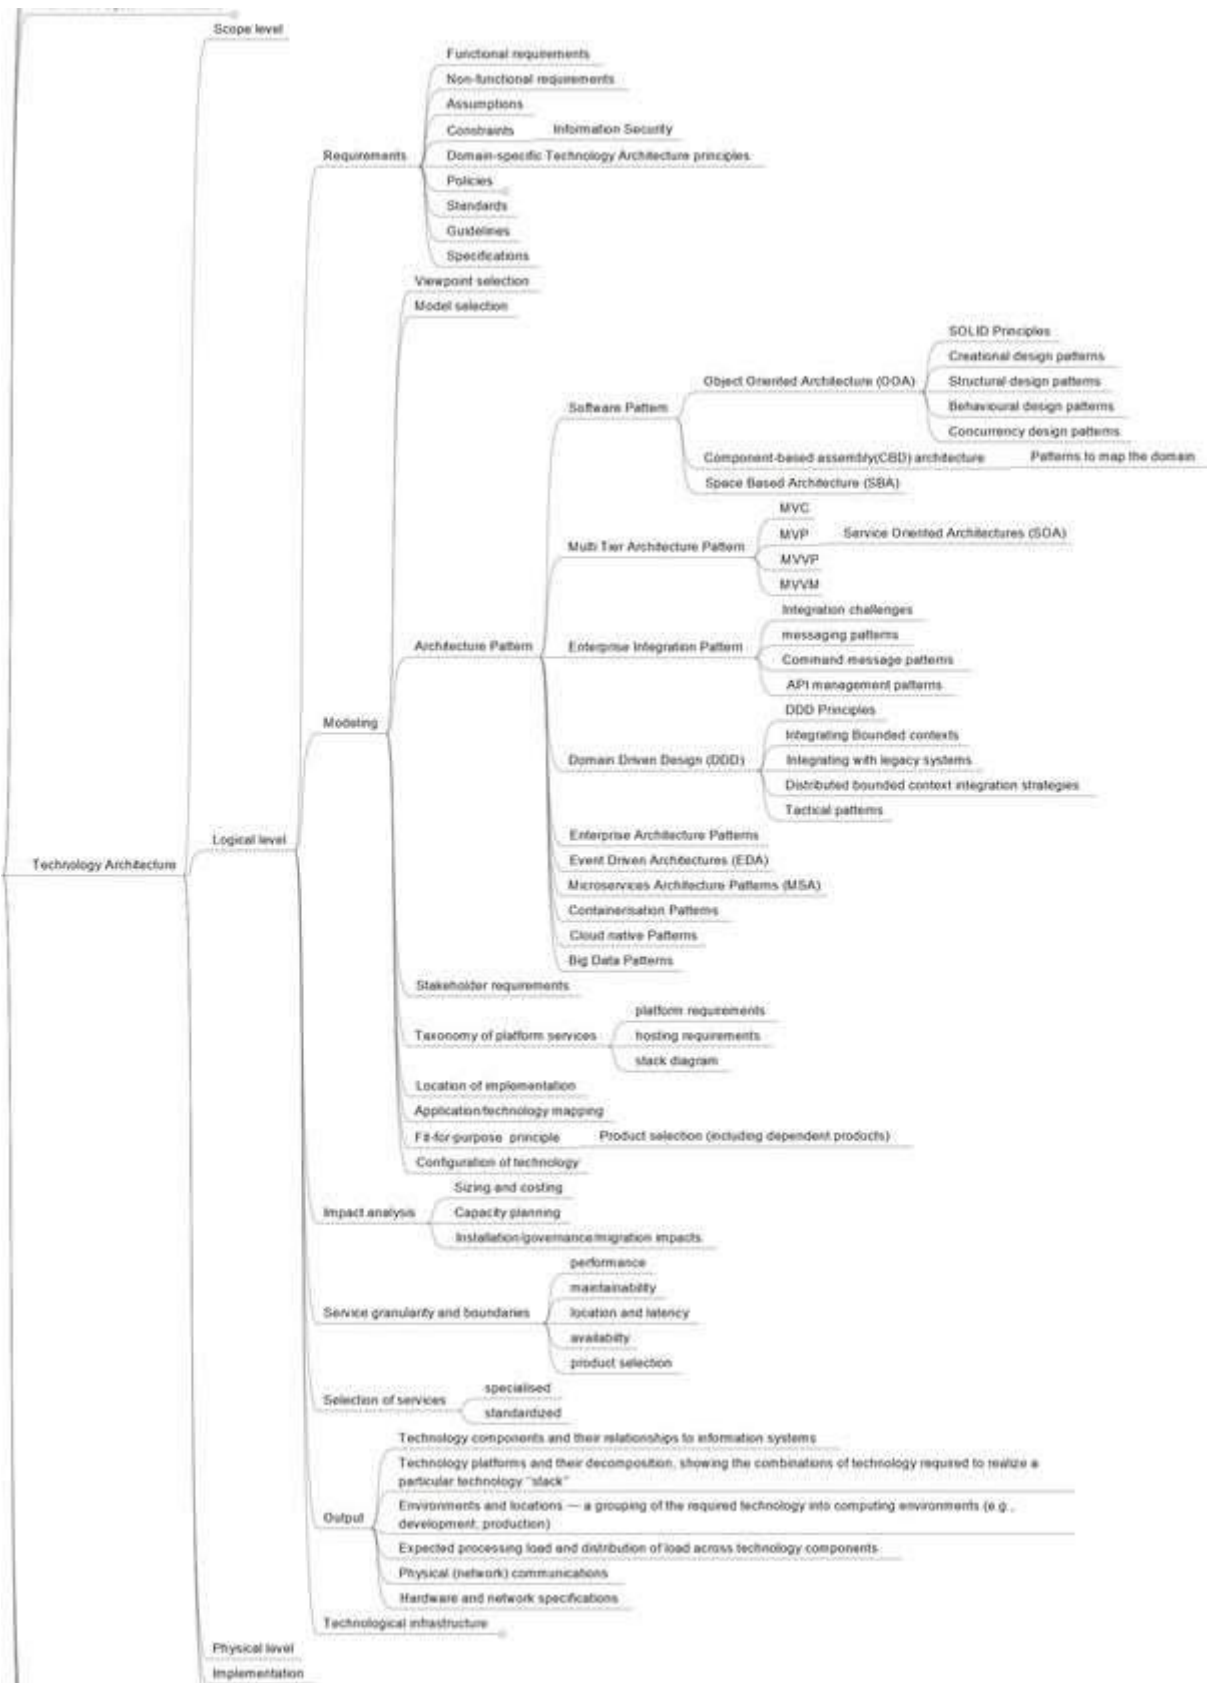 Scope level
Functional requirements
Non-functional requirements
Assumptions
Constraints
Information Security
Requirements
Domain-specific Technology Architecture principles
Policies
Standards
Guidelines
Specifications
Viewpoint selection
Model selection
SOLID Principles
Creational design patterns
Object Oriented Architecture (OOA)
Structural design patterns
Software Pattern
Behavioural design patterns
Concurrency design patterns
Component-based assembly(CBD) architecture
Patterns to map the domain
Space Based Architecture (SBA)
MVC
MVP
Service Oriented Architectures (SOA)
Multi Tier Architecture Pattern
MVVP
MVVM
Integration challenges
messaging patterns
Architecture Pattern
Enterprise Integration Pattern
Command message patterns
API management patterns
DDD Principles
Modeling
Integrating Bounded contexts
Domain Driven Design (DDD)
Integrating with legacy systems
Distributed bounded context integration strategies
Tactical patterns
Enterprise Architecture Patterns
Logical level
Technology Architecture
Event Driven Architectures (EDA)
Microservices Architecture Patterns (MSA)
Containerisation Patterns
Cloud native Patterns
Big Data Patterns
Stakeholder requirements
platform requirements
Taxonomy of platform services
hosting requirements
stack diagram
Location of implementation
Application/technology mapping
Fit-for-purpose principle
Product selection (including dependent products)
Configuration of technology
Sizing and costing
Impact analysis
Capacity planning
Installation/governance/migration impacts
performance
maintainability
Service granularity and boundaries
location and latency
availabilty
product selection
specialised
Selection of services
standardized
Technology components and their relationships to information systems
Technology platforms and their decomposition, showing the combinations of technology required to realize a
particular technology "stack"
Environments and locations — a grouping of the required technology into computing environments (e.g.,
development, production)
Output
Expected processing load and distribution of load across technology components
Physical (network) communications
Hardware and network specifications
Technological infrastructure
Physical level
Implementation